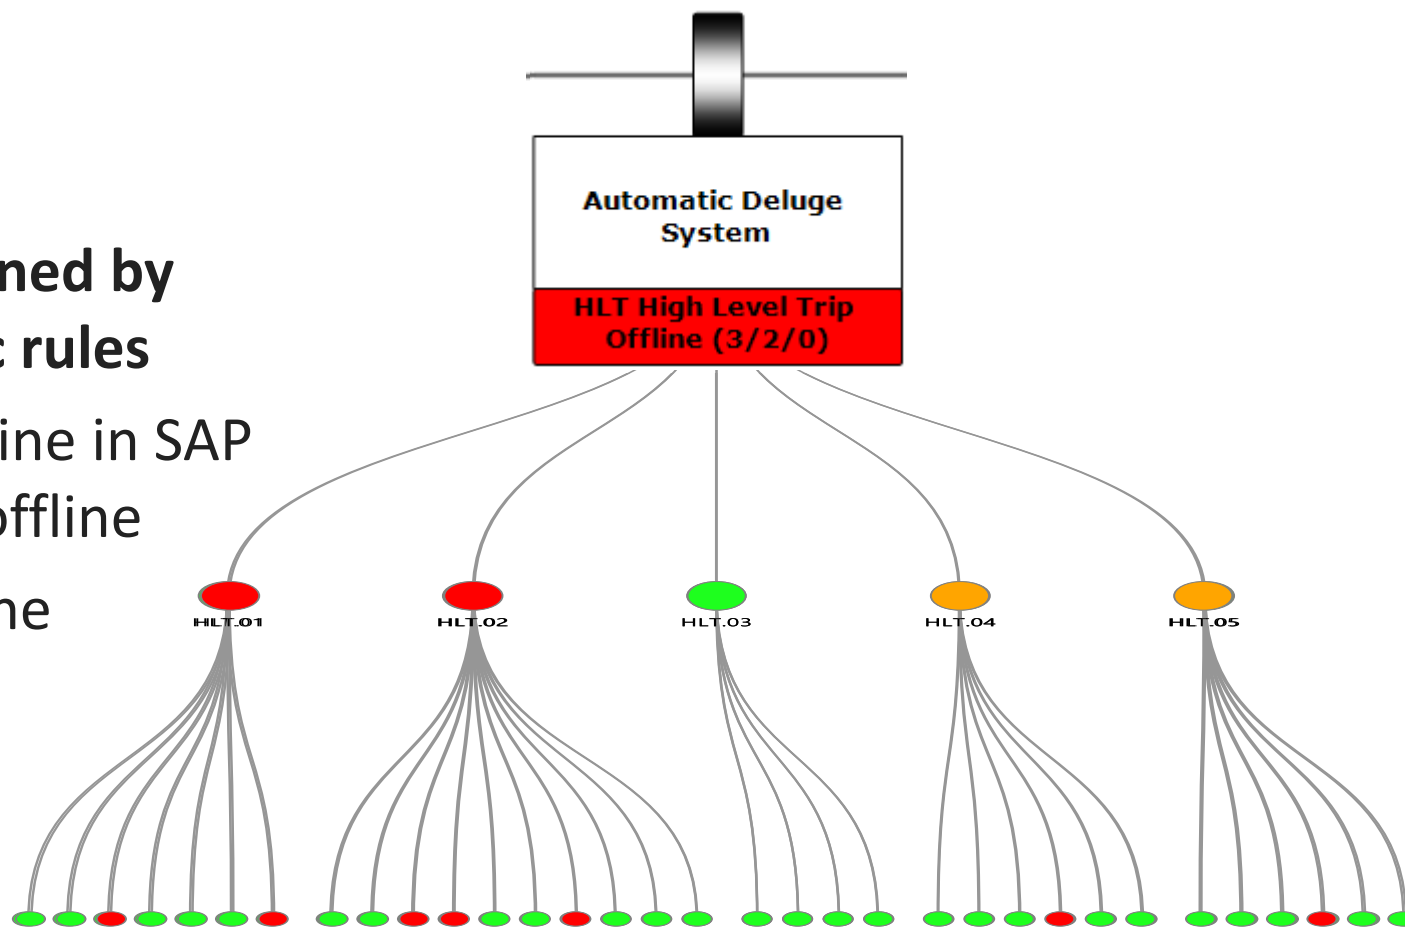 Automatic Deluge
System
HLT High Level Trip
Offline (3/2/0)
ned by
rules
ine in SAP
offline
ne
HLT.01
HLT.02
HLT.03
HLT.04
HLT.05